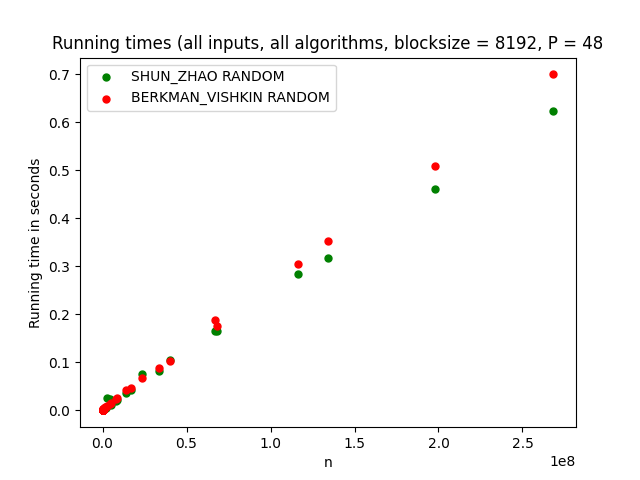 Running times (all inputs, all algorithms, blocksize = 8192, P = 48
SHUN_ZHAO RANDOM
BERKMAN_VISHKIN RANDOM
Running time in seconds
0.7
0.6
0.5
0.4
0.3
0.2
0.1
0.0
0.0 0.5 1.0 1.5 2.0 2.5
1e8
n